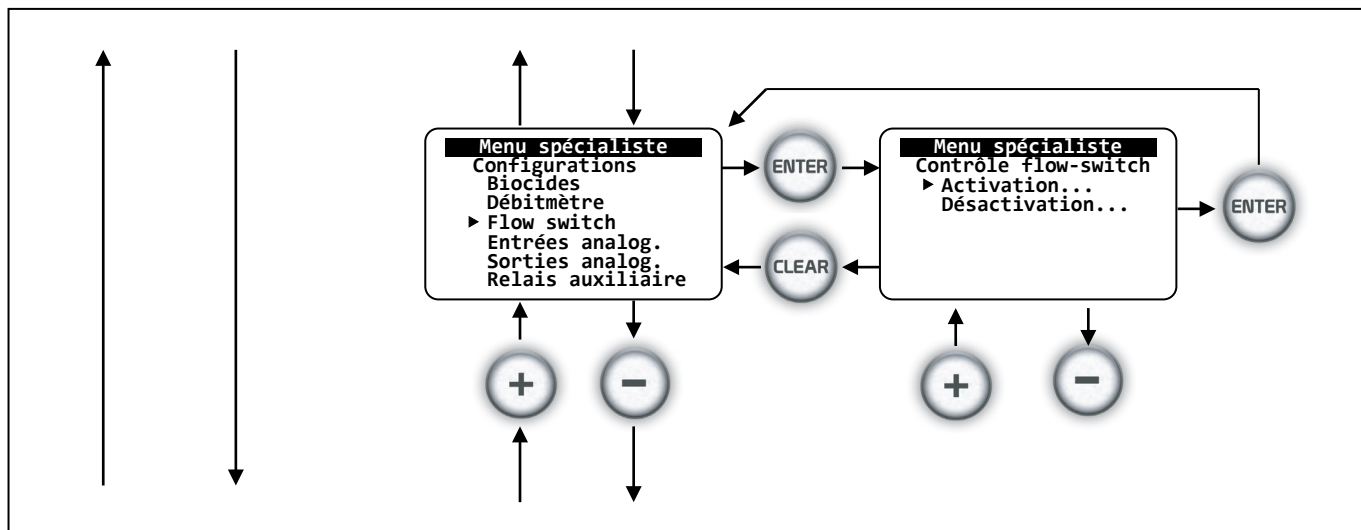 Menu spécialiste
Configurations
Biocides
Débitmètre
▶ Flow switch
Entrées analog.
Sorties analog.
Relais auxiliaire
ENTER
CLEAR
Menu spécialiste
Contrôle flow-switch
▶ Activation...
Désactivation...
ENTER
+
-
+
-